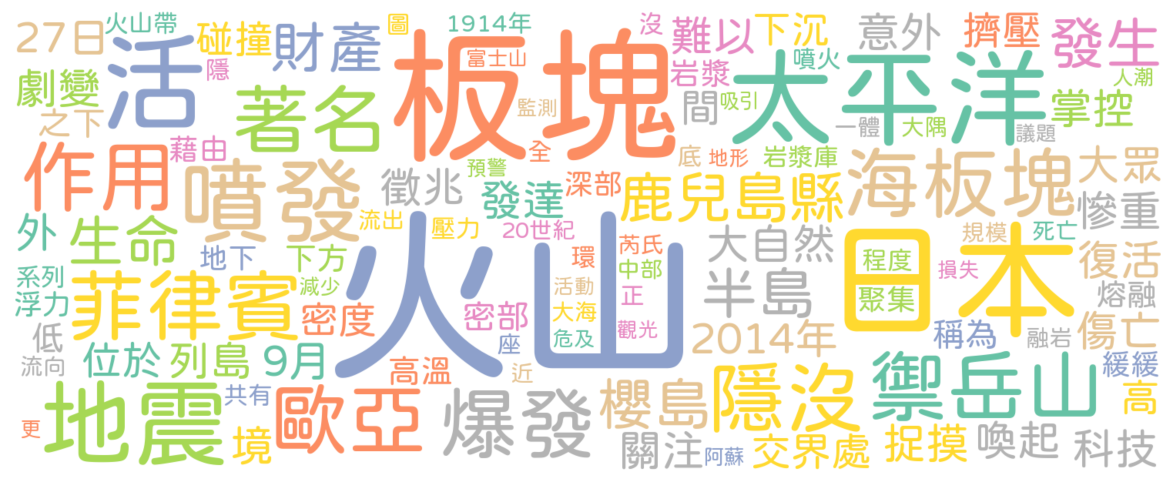 27日
火山帶
活
碰撞
隱
財產
圖
1914年
板塊
富士山
監測
沒
難以
下沉
岩漿
噴火
意外
擠壓
發生
劇變
之下
著名
太平洋
間
吸引
一體
大隅
議題
人潮
掌控
作用
藉由
噴發
徵兆
預警
全
深部
底
地形
岩漿庫
海板塊
大眾
外
生命
流出
壓力
發達
20世紀
鹿兒島縣
慘重
系列
地下
下方
減少
火山
環
芮氏
中部
正
活動
大海
危及
觀光
大自然
半島
日本
程度
聚集
規模
死亡
損失
復活
熔融
浮力
菲律賓
密度
密部
座
低
流向
位於
列島
9月
高溫
近
2014年
稱為
融岩
傷亡
緩緩
高
更
地震
共有
境
歐亞
爆發
櫻島
隱沒
御岳山
關注
阿蘇
交界處
捉摸
喚起
科技